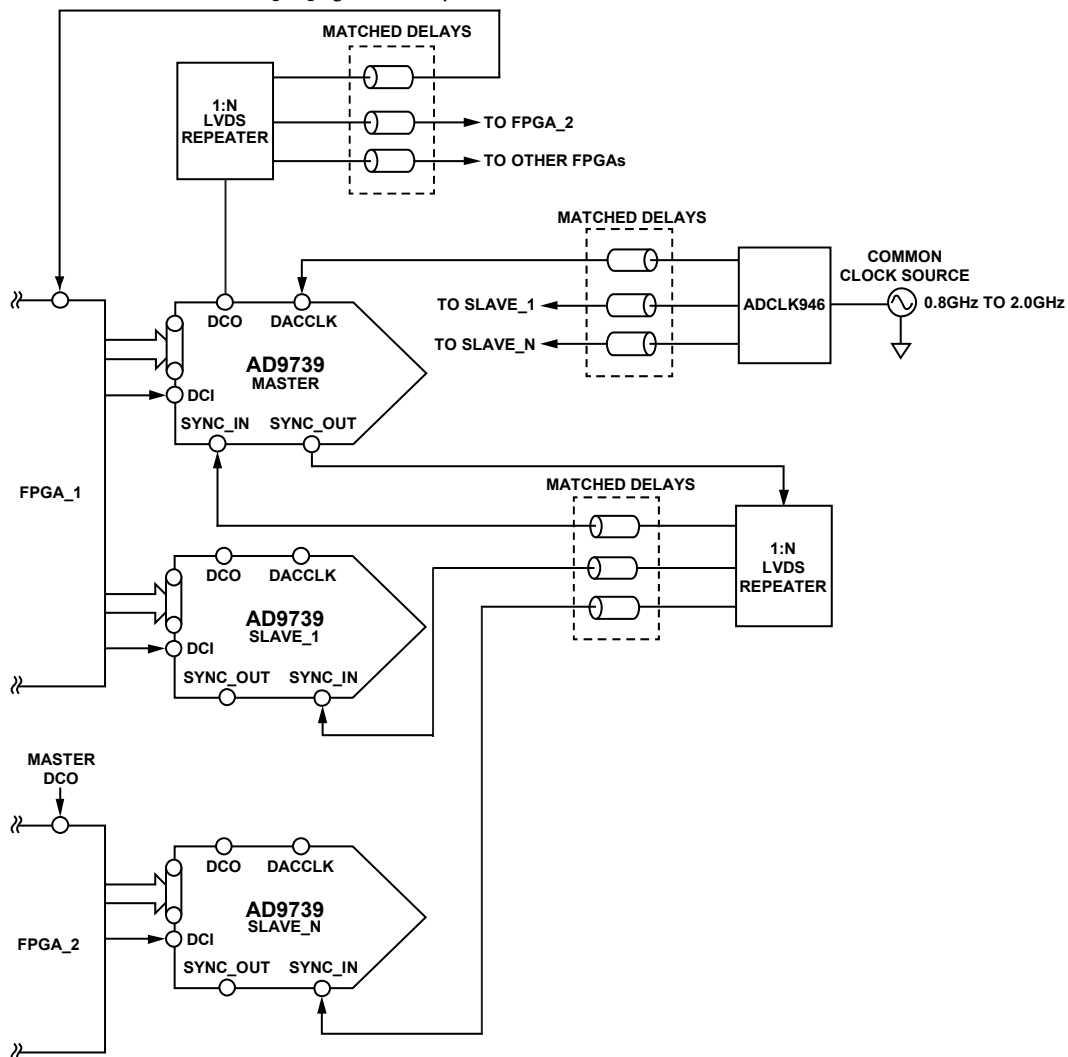 MATCHED DELAYS
1:N
LVDS
REPEATER
TO FPGA_2
TO OTHER FPGAs
MATCHED DELAYS
COMMON
CLOCK SOURCE
ADCLK946
0.8GHz TO 2.0GHz
TO SLAVE_1
TO SLAVE_N
DCO
DACCLK
AD9739
MASTER
DCI
SYNC_IN
SYNC_OUT
FPGA_1
MATCHED DELAYS
1:N
LVDS
REPEATER
DCO
DACCLK
AD9739
SLAVE_1
DCI
SYNC_OUT
SYNC_IN
MASTER
DCO
DCO
DACCLK
AD9739
SLAVE_N
DCI
FPGA_2
SYNC_OUT
SYNC_IN